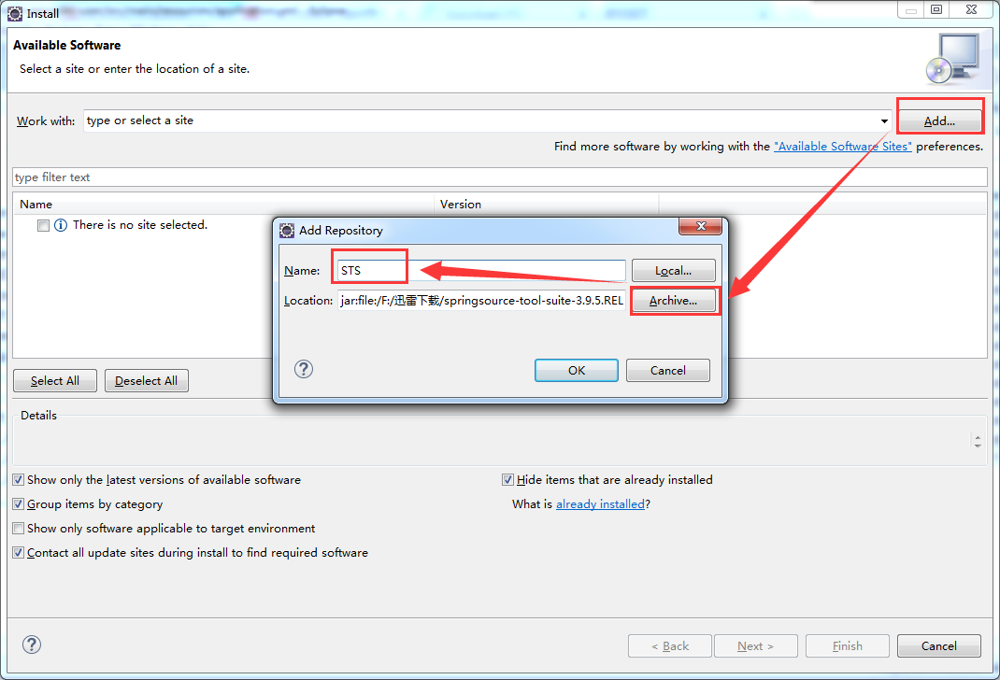 Install
Available Software
Select a site or enter the location of a site.
Work with: type or select a site Add...
Find more software by working with the "Available Software Sites" preferences.
type filter text
Name Version
There is no site selected.
Add Repository
Name: STS Local...
Location: jar:file:/F:/迅雷下载/springsource-tool-suite-3.9.5.REL Archive...
OK Cancel
Select All Deselect All
Details
Show only the latest versions of available software
Hide items that are already installed
Group items by category
What is already installed?
Show only software applicable to target environment
Contact all update sites during install to find required software
< Back Next > Finish Cancel